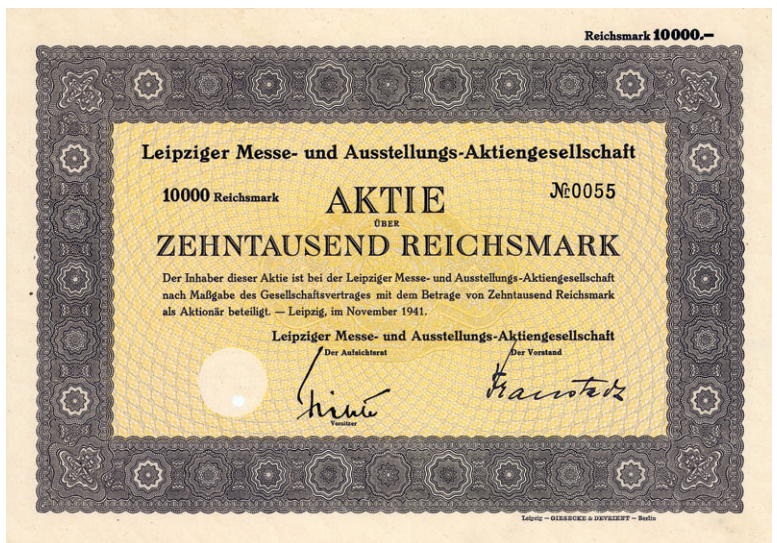 Reichsmark 10000.–
Leipziger Messe- und Ausstellungs-Aktiengesellschaft
10000 Reichsmark AKTIE № 0055
ÜBER
ZEHNTAUSEND REICHSMARK
Der Inhaber dieser Aktie ist bei der Leipziger Messe- und Ausstellungs-Aktiengesellschaft
nach Maßgabe des Gesellschaftsvertrages mit dem Betrage von Zehntausend Reichsmark
als Aktionär beteiligt. — Leipzig, im November 1941.
Leipziger Messe- und Ausstellungs-Aktiengesellschaft
Der Aufsichtsrat Der Vorstand
Vorsitzer
Leipzig — GIESECKE & DEVRIENT — Berlin